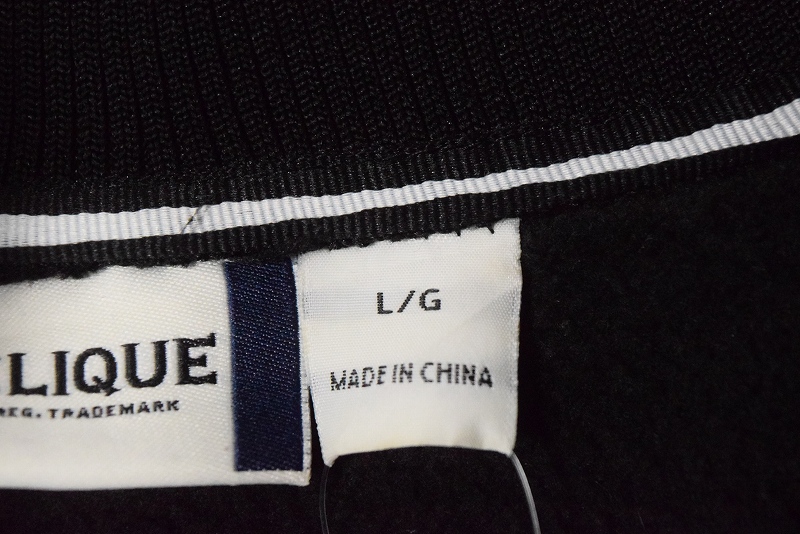 LIQUE
REG. TRADEMARK
L/G
MADE IN CHINA